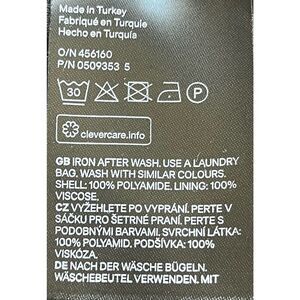 Made in Turkey
Fabriqué en Turquie
Hecho en Turquía
O/N 456160
P/N 0509353 5
30
P
clevercare.info
GB IRON AFTER WASH. USE A LAUNDRY
BAG. WASH WITH SIMILAR COLOURS.
SHELL: 100% POLYAMIDE. LINING: 100%
VISCOSE.
CZ VYŽEHLETE PO VYPRÁNÍ. PERTE V
SÁČKU PRO ŠETRNÉ PRANÍ. PERTE S
PODOBNÝMI BARVAMI. SVRCHNÍ LÁTKA:
100% POLYAMID. PODŠÍVKA: 100%
VISKÓZA.
DE NACH DER WÄSCHE BÜGELN.
WÄSCHEBEUTEL VERWENDEN. MIT